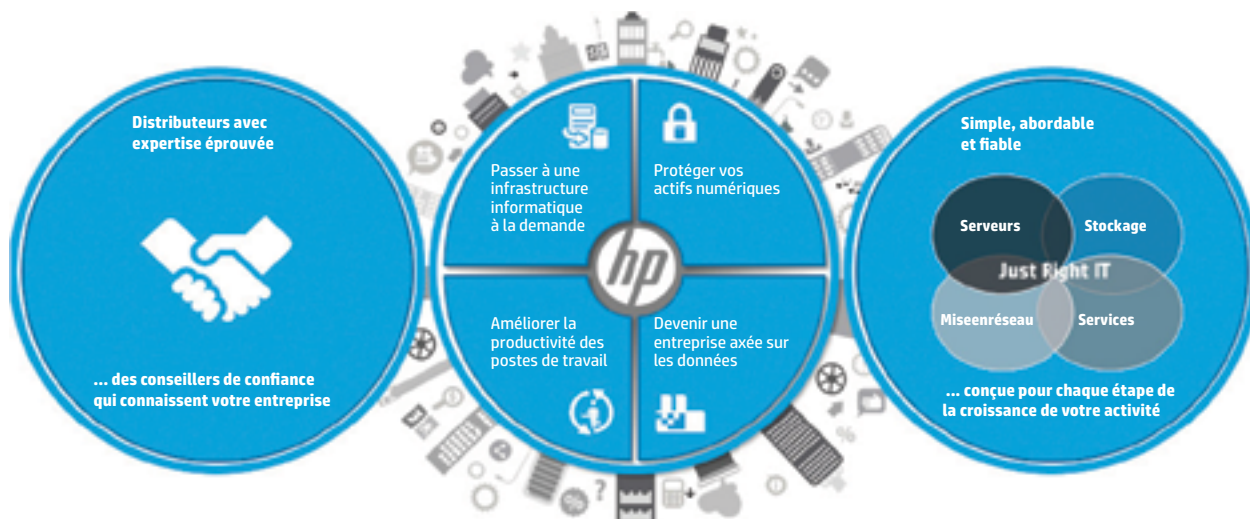 Distributeurs avec
expertise éprouvée
... des conseillers de confiance
qui connaissent votre entreprise
Passer à une
infrastructure
informatique
à la demande
Protéger vos
actifs numériques
hp
Améliorer la
productivité des
postes de travail
Devenir une
entreprise axée sur
les données
Simple, abordable
et fiable
Serveurs
Stockage
Just Right IT
Miseenréseau
Services
... conçue pour chaque étape de
la croissance de votre activité